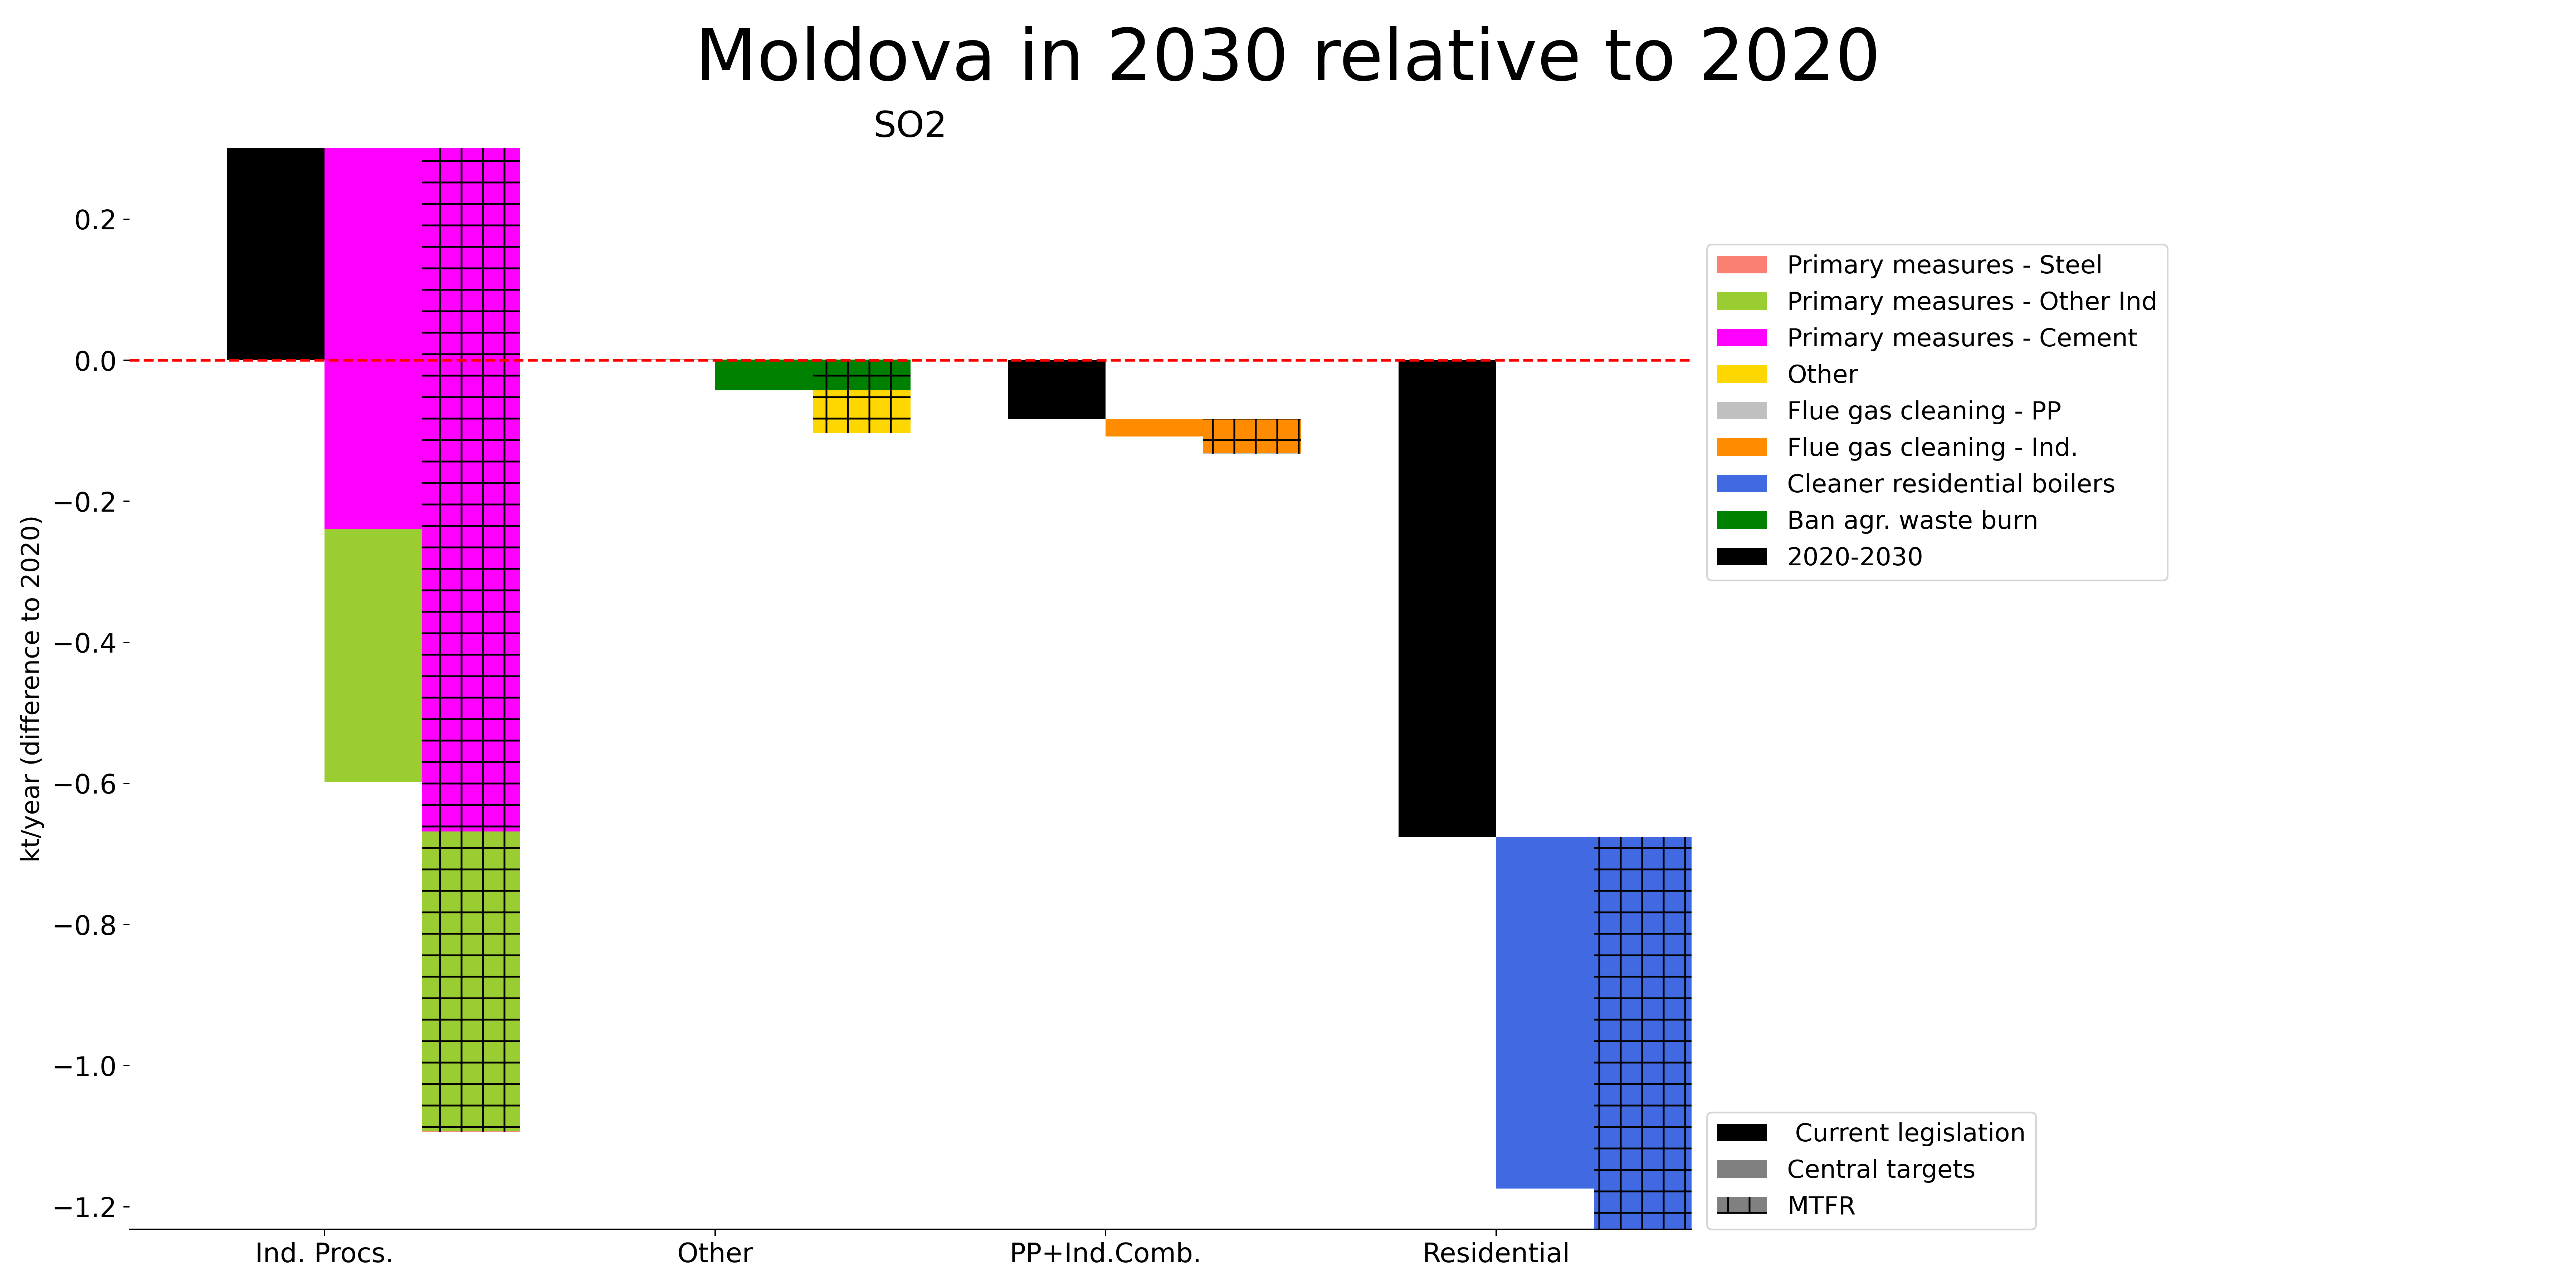 Moldova in 2030 relative to 2020
SO2
kt/year (difference to 2020)
0.2
0.0
−0.2
−0.4
−0.6
−0.8
−1.0
−1.2
Ind. Procs.
Other
PP+Ind.Comb.
Residential
Primary measures - Steel
Primary measures - Other Ind
Primary measures - Cement
Other
Flue gas cleaning - PP
Flue gas cleaning - Ind.
Cleaner residential boilers
Ban agr. waste burn
2020-2030
Current legislation
Central targets
MTFR